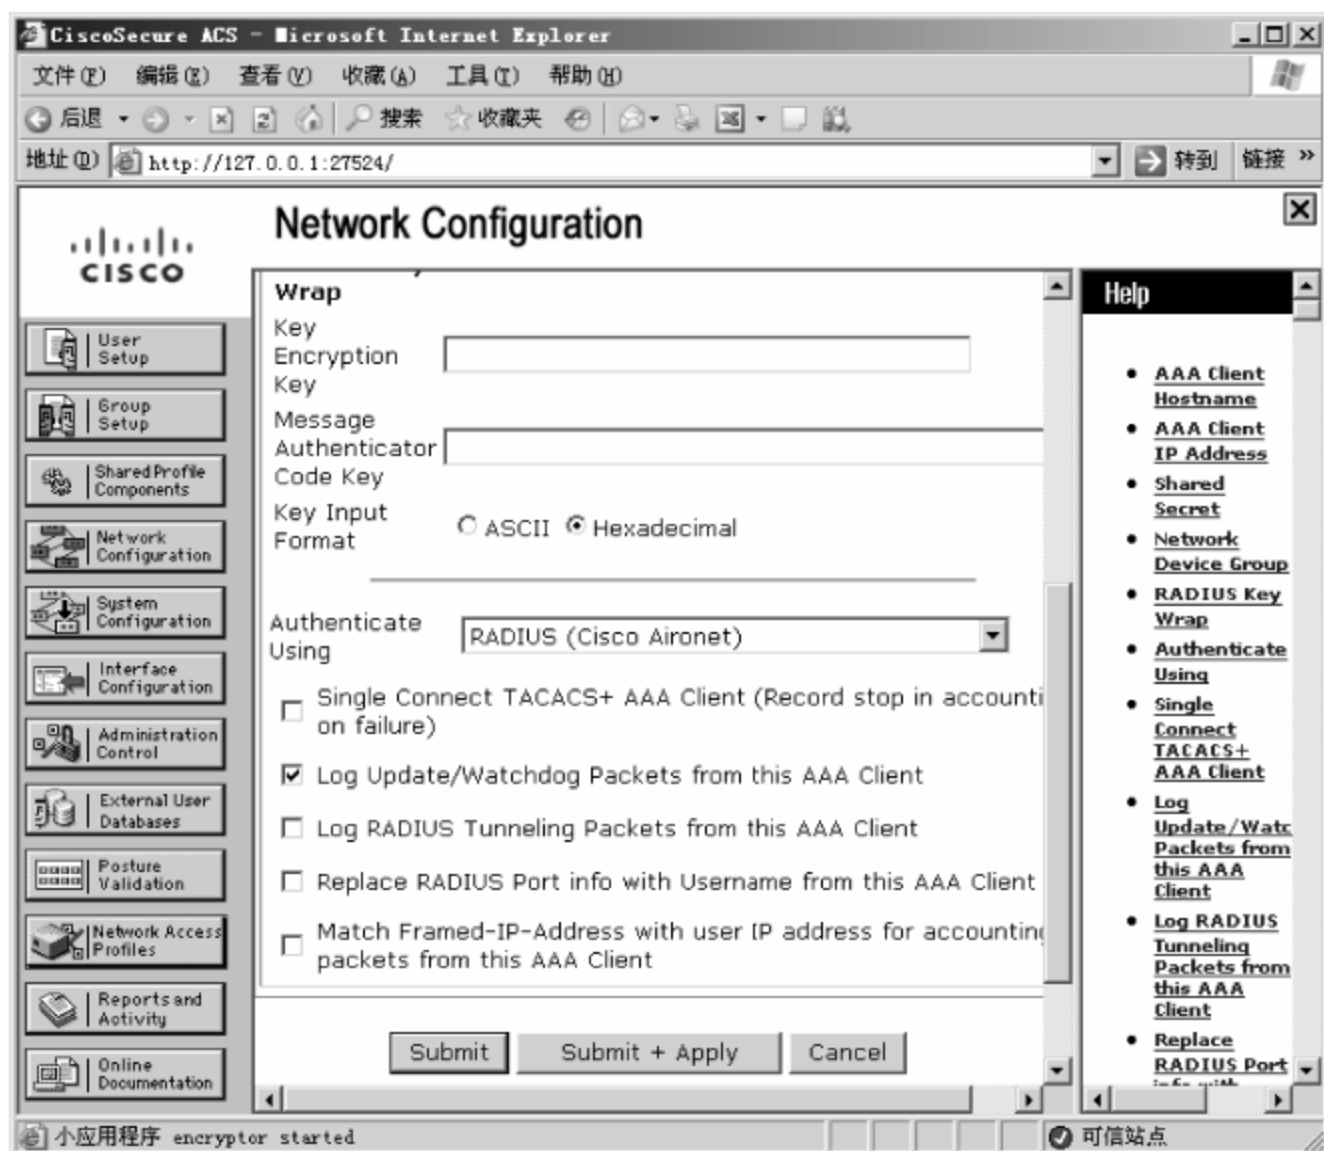 CiscoSecure ACS - Microsoft Internet Explorer
文件(F) 编辑(E) 查看(V) 收藏(A) 工具(T) 帮助(H)
后退 搜索 收藏夹
地址(D) http://127.0.0.1:27524/ 转到 链接 »
CISCO
Network Configuration
User
Setup
Group
Setup
Shared Profile
Components
Network
Configuration
System
Configuration
Interface
Configuration
Administration
Control
External User
Databases
Posture
Validation
Network Access
Profiles
Reports and
Activity
Online
Documentation
Wrap
Key
Encryption
Key
Message
Authenticator
Code Key
Key Input
Format
ASCII Hexadecimal
Authenticate
Using
RADIUS (Cisco Aironet)
Single Connect TACACS+ AAA Client (Record stop in accounti
on failure)
Log Update/Watchdog Packets from this AAA Client
Log RADIUS Tunneling Packets from this AAA Client
Replace RADIUS Port info with Username from this AAA Client
Match Framed-IP-Address with user IP address for accounting
packets from this AAA Client
Submit Submit + Apply Cancel
Help
AAA Client
Hostname
AAA Client
IP Address
Shared
Secret
Network
Device Group
RADIUS Key
Wrap
Authenticate
Using
Single
Connect
TACACS+
AAA Client
Log
Update/Watc
Packets from
this AAA
Client
Log RADIUS
Tunneling
Packets from
this AAA
Client
Replace
RADIUS Port
info with
小应用程序 encryptor started 可信站点